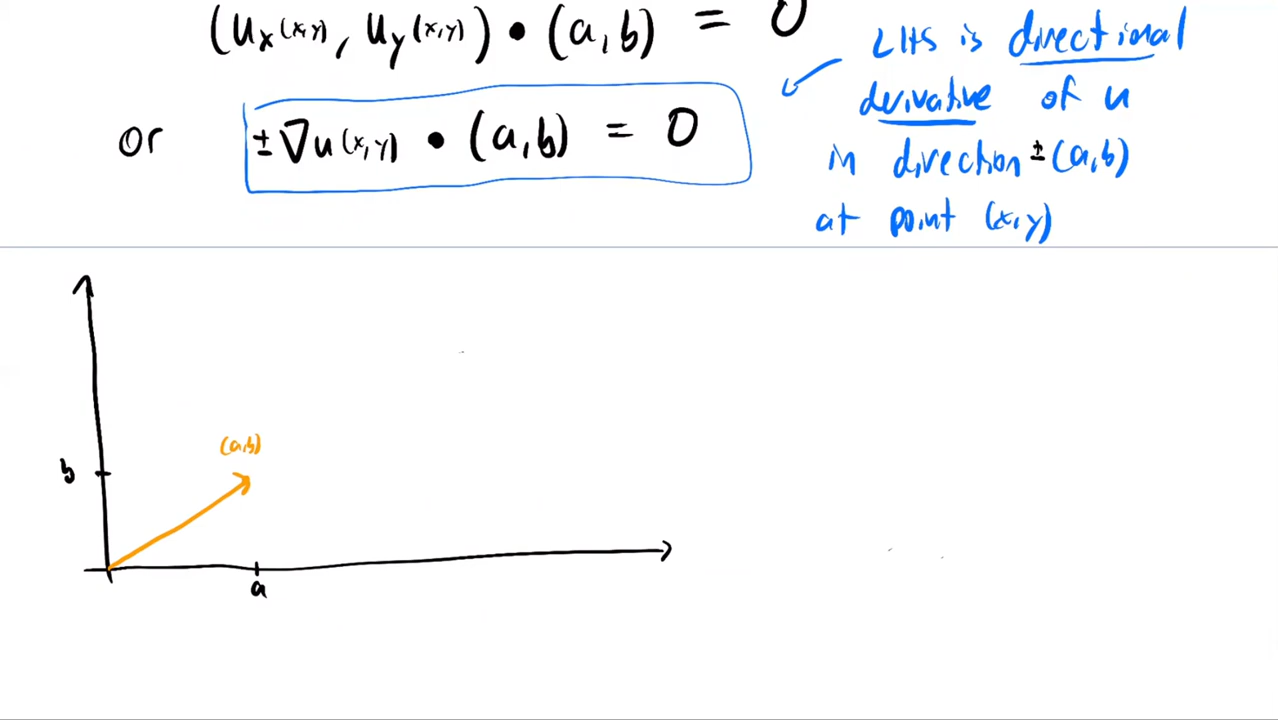 (u_x(x,y), u_y(x,y)) • (a,b) = 0
or ±∇u(x,y) • (a,b) = 0
LHS is directional
derivative of u
in direction ±(a,b)
at point (x,y)
(a,b)
b
a